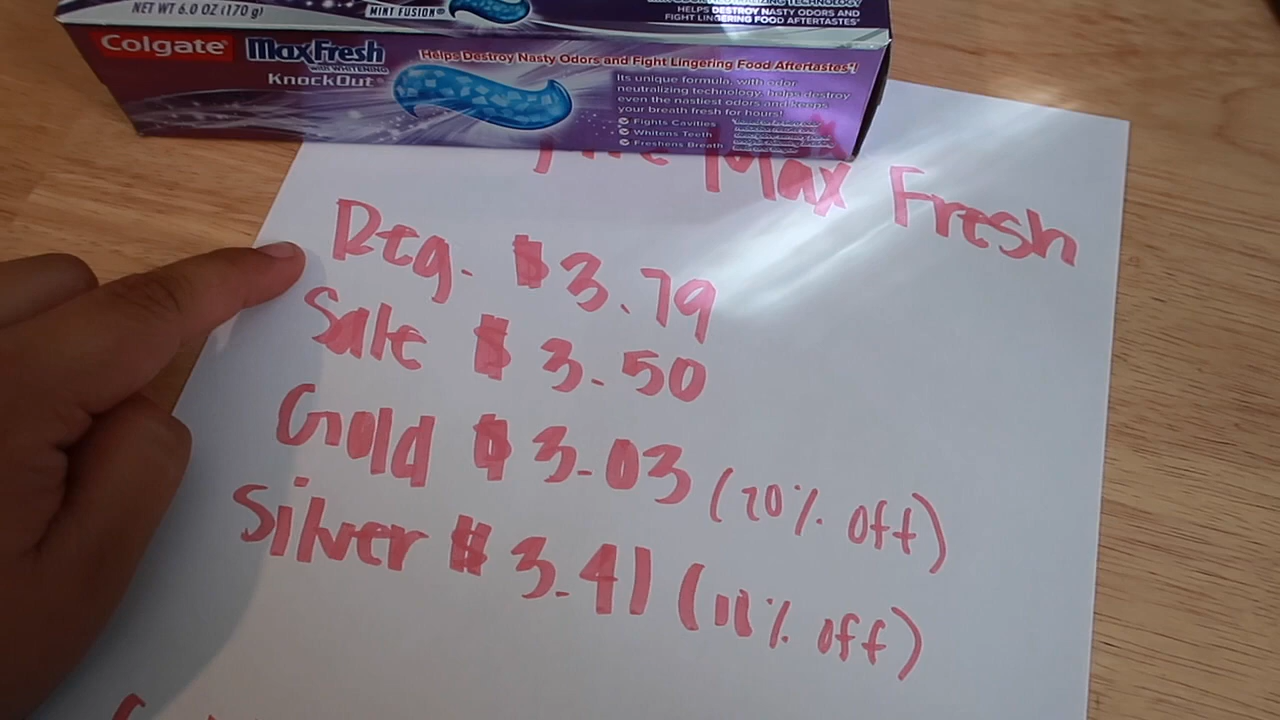 NET WT 6.0 OZ (170 g)
MINT FUSION
HELPS DESTROY NASTY ODORS AND
FIGHT LINGERING FOOD AFTERTASTES*
Colgate MaxFresh
WITH WHITENING
KnockOut
Helps Destroy Nasty Odors and Fight Lingering Food Aftertastes*!
Its unique formula, with odor
neutralizing technology, helps destroy
even the nastiest odors and keeps
your breath fresh for hours!
Fights Cavities
Whitens Teeth
Freshens Breath
Max Fresh
Reg. $3.79
Sale $3.50
Gold $3.03 (20% off)
Silver $3.41 (10% off)